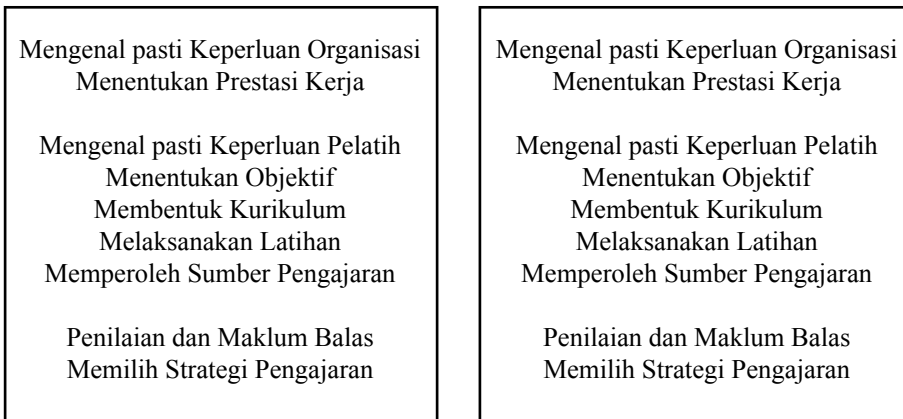 Mengenal pasti Keperluan Organisasi
Menentukan Prestasi Kerja
Mengenal pasti Keperluan Pelatih
Menentukan Objektif
Membentuk Kurikulum
Melaksanakan Latihan
Memperoleh Sumber Pengajaran
Penilaian dan Maklum Balas
Memilih Strategi Pengajaran
Mengenal pasti Keperluan Organisasi
Menentukan Prestasi Kerja
Mengenal pasti Keperluan Pelatih
Menentukan Objektif
Membentuk Kurikulum
Melaksanakan Latihan
Memperoleh Sumber Pengajaran
Penilaian dan Maklum Balas
Memilih Strategi Pengajaran